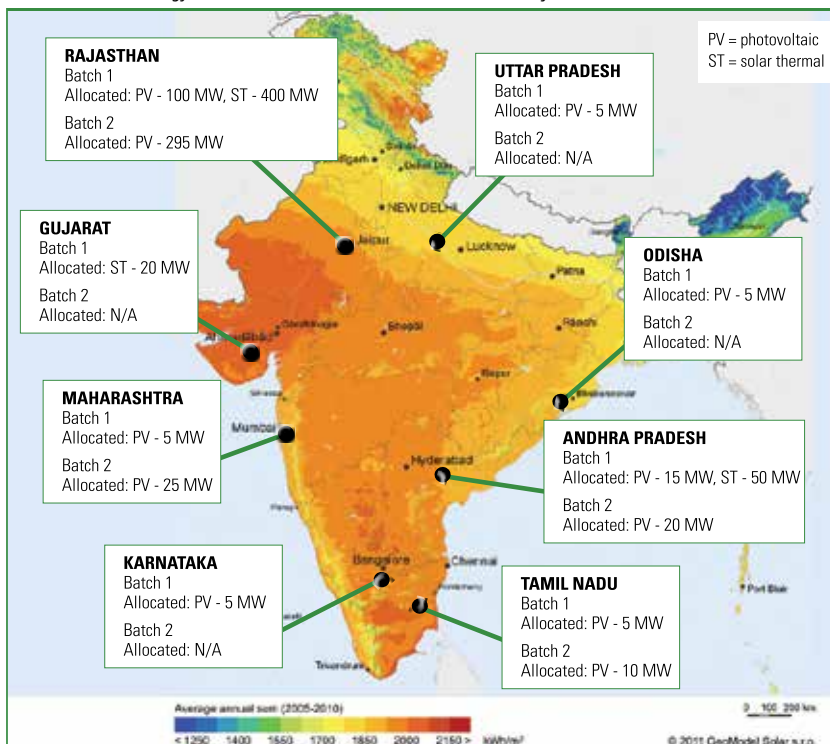 PV = photovoltaic
ST = solar thermal
RAJASTHAN
Batch 1
Allocated: PV - 100 MW, ST - 400 MW
Batch 2
Allocated: PV - 295 MW
UTTAR PRADESH
Batch 1
Allocated: PV - 5 MW
Batch 2
Allocated: N/A
NEW DELHI
Jaipur
Lucknow
Patna
GUJARAT
Batch 1
Allocated: ST - 20 MW
Batch 2
Allocated: N/A
ODISHA
Batch 1
Allocated: PV - 5 MW
Batch 2
Allocated: N/A
Bhopal
Ranchi
Raipur
MAHARASHTRA
Batch 1
Allocated: PV - 5 MW
Batch 2
Allocated: PV - 25 MW
Mumbai
Hyderabad
ANDHRA PRADESH
Batch 1
Allocated: PV - 15 MW, ST - 50 MW
Batch 2
Allocated: PV - 20 MW
KARNATAKA
Batch 1
Allocated: PV - 5 MW
Batch 2
Allocated: N/A
Bangalore
Chennai
TAMIL NADU
Batch 1
Allocated: PV - 5 MW
Batch 2
Allocated: PV - 10 MW
Port Blair
Trivandrum
Average annual sum (2005-2010)
< 1250 1400 1550 1700 1850 2000 2150 > kWh/m²
0 100 200 km
© 2011 GeoModel Solar s.r.o.